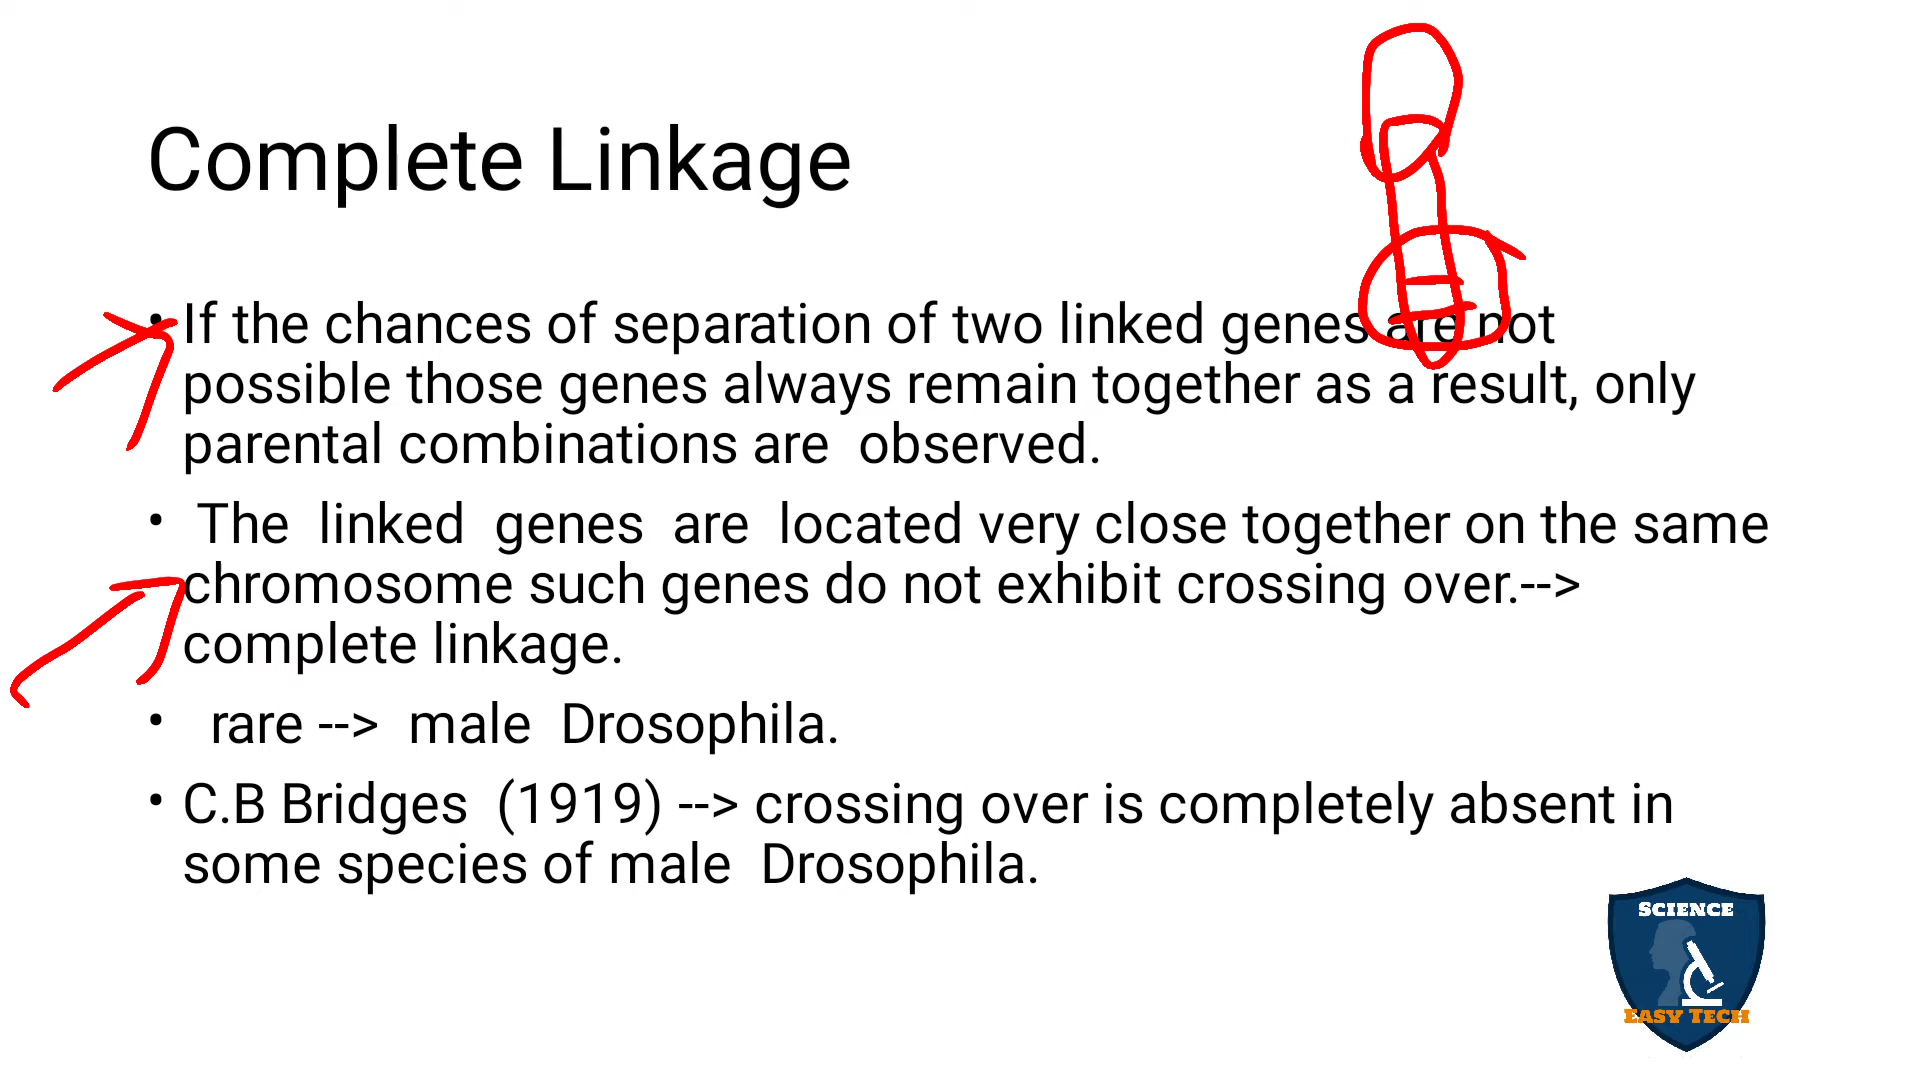 Complete Linkage
• If the chances of separation of two linked genes are not
possible those genes always remain together as a result, only
parental combinations are observed.
• The linked genes are located very close together on the same
chromosome such genes do not exhibit crossing over.-->
complete linkage.
• rare --> male Drosophila.
• C.B Bridges (1919) --> crossing over is completely absent in
some species of male Drosophila.
SCIENCE
EASY TECH